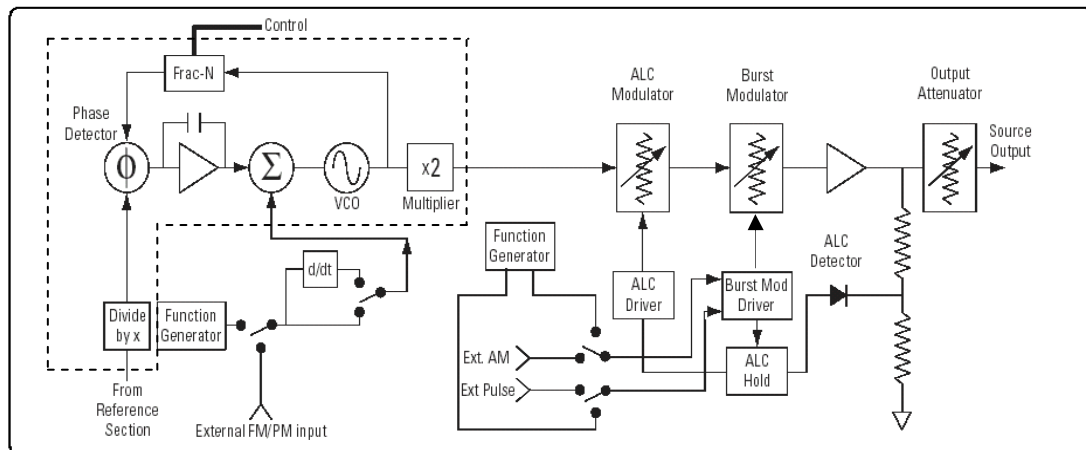 Control
Frac-N
Phase
Detector
ϕ
Σ
VCO
x2
Multiplier
ALC
Modulator
Burst
Modulator
Output
Attenuator
Source
Output
Function
Generator
d/dt
ALC
Driver
Burst Mod
Driver
ALC
Detector
Divide
by x
Function
Generator
Ext. AM
Ext Pulse
ALC
Hold
From
Reference
Section
External FM/PM input